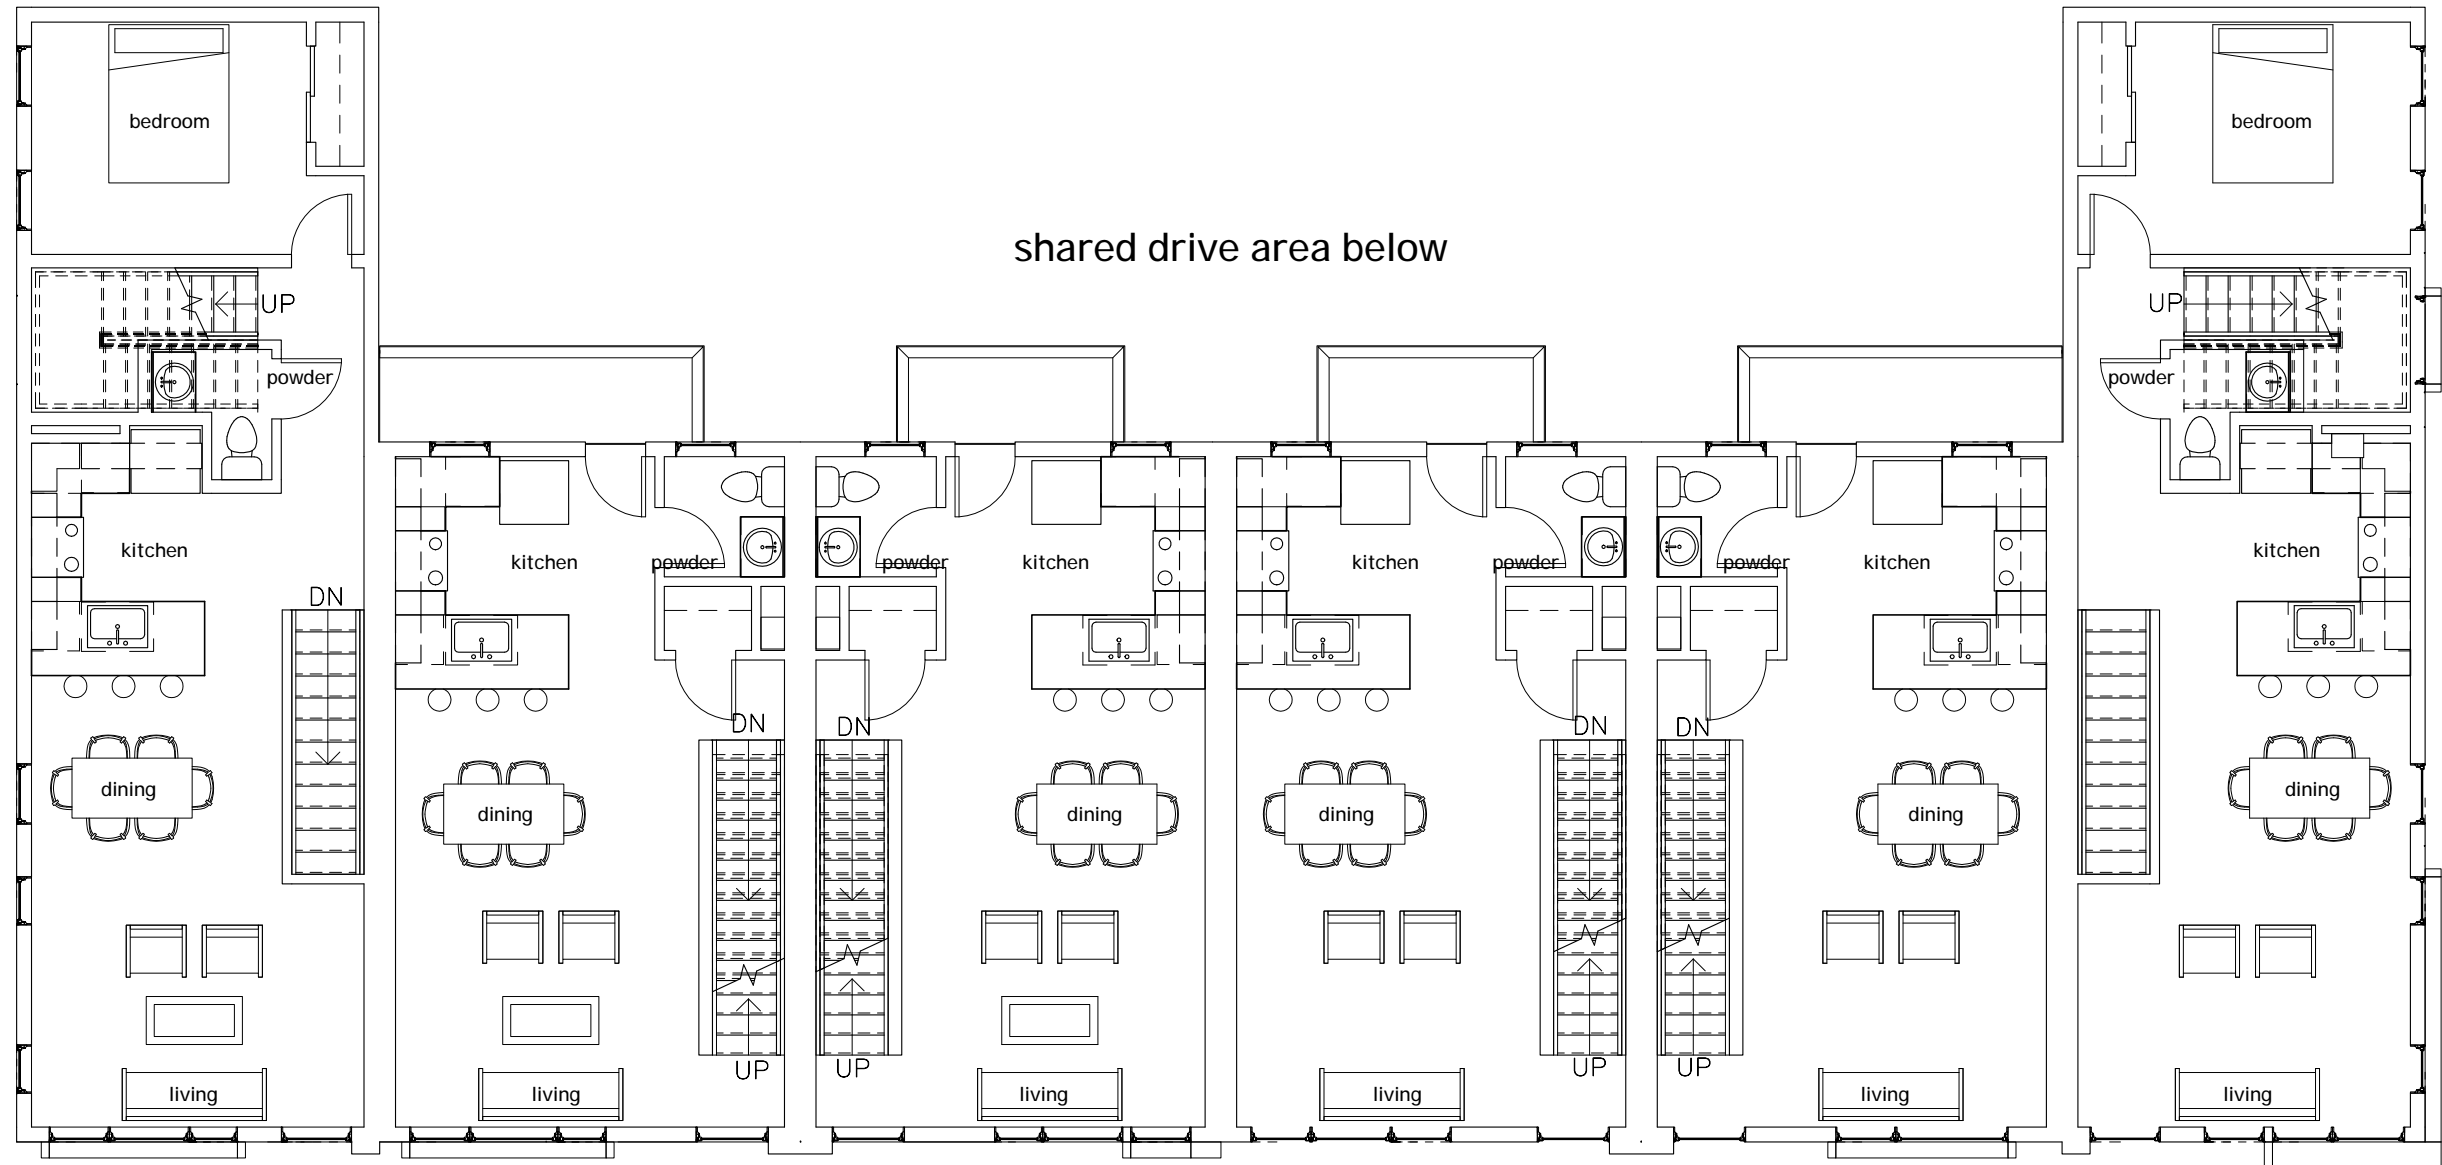 bedroom
bedroom
shared drive area below
UP
UP
powder
powder
kitchen
kitchen
kitchen
powder
powder
kitchen
kitchen
powder
powder
kitchen
DN
DN
DN
DN
DN
dining
dining
dining
dining
dining
dining
UP
UP
UP
UP
living
living
living
living
living
living